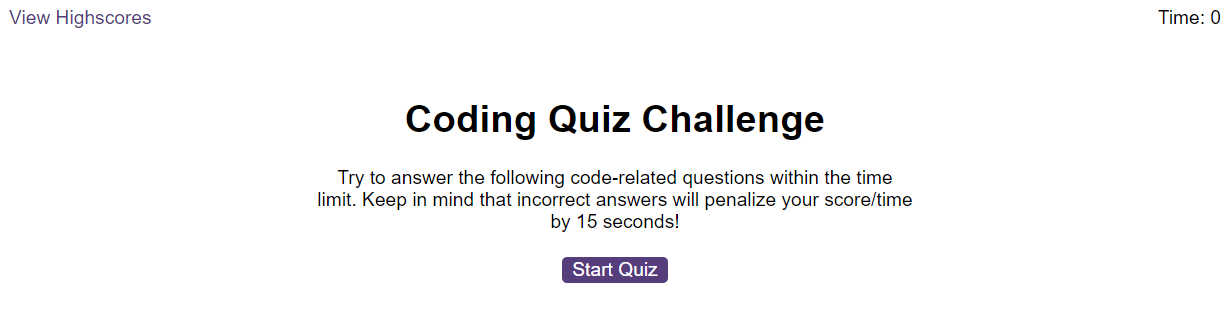 View Highscores
Time: 0
Coding Quiz Challenge
Try to answer the following code-related questions within the time
limit. Keep in mind that incorrect answers will penalize your score/time
by 15 seconds!
Start Quiz